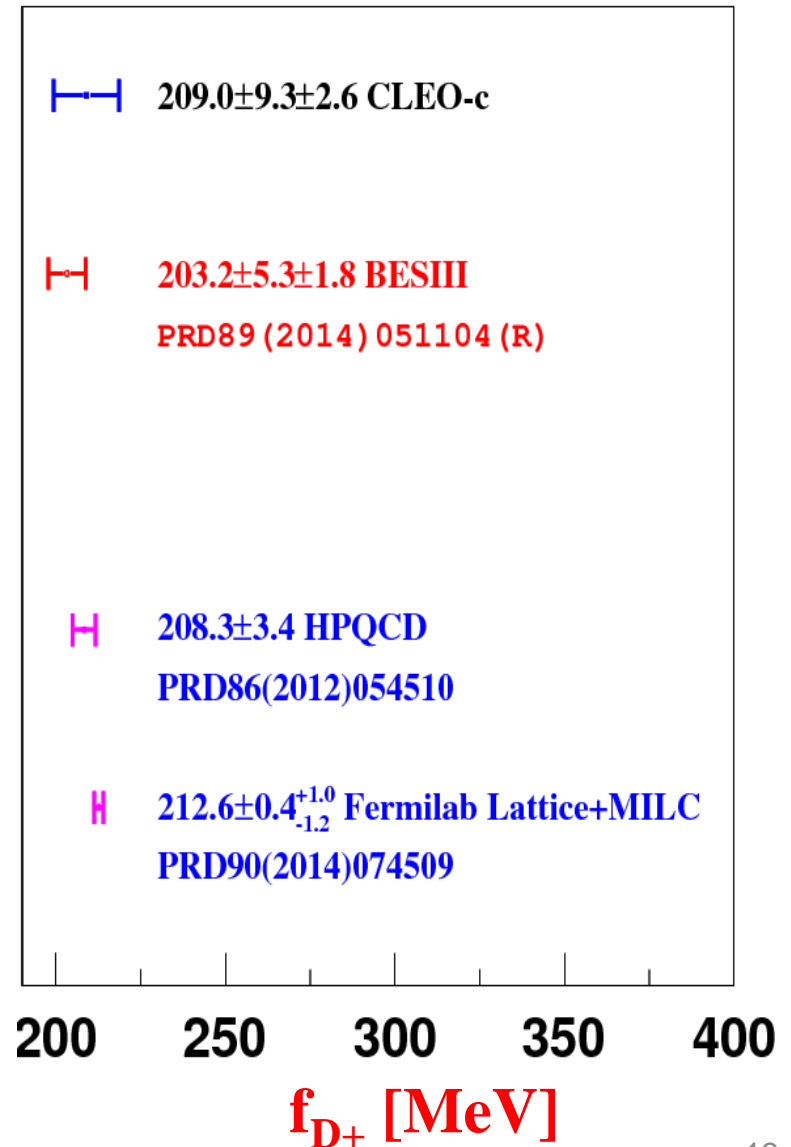 209.0±9.3±2.6 CLEO-c
203.2±5.3±1.8 BESIII
PRD89(2014)051104(R)
208.3±3.4 HPQCD
PRD86(2012)054510
212.6±0.4+1.0-1.2 Fermilab Lattice+MILC
PRD90(2014)074509
200 250 300 350 400
fD+ [MeV]